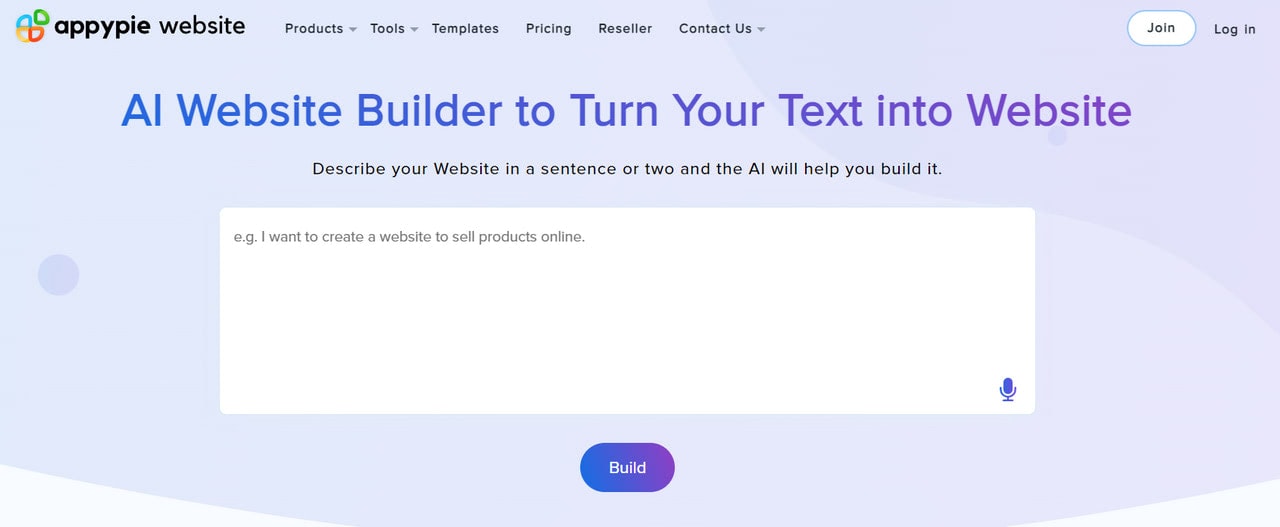 appypie website Products Tools Templates Pricing Reseller Contact Us Join Log in
AI Website Builder to Turn Your Text into Website
Describe your Website in a sentence or two and the AI will help you build it.
e.g. I want to create a website to sell products online.
Build